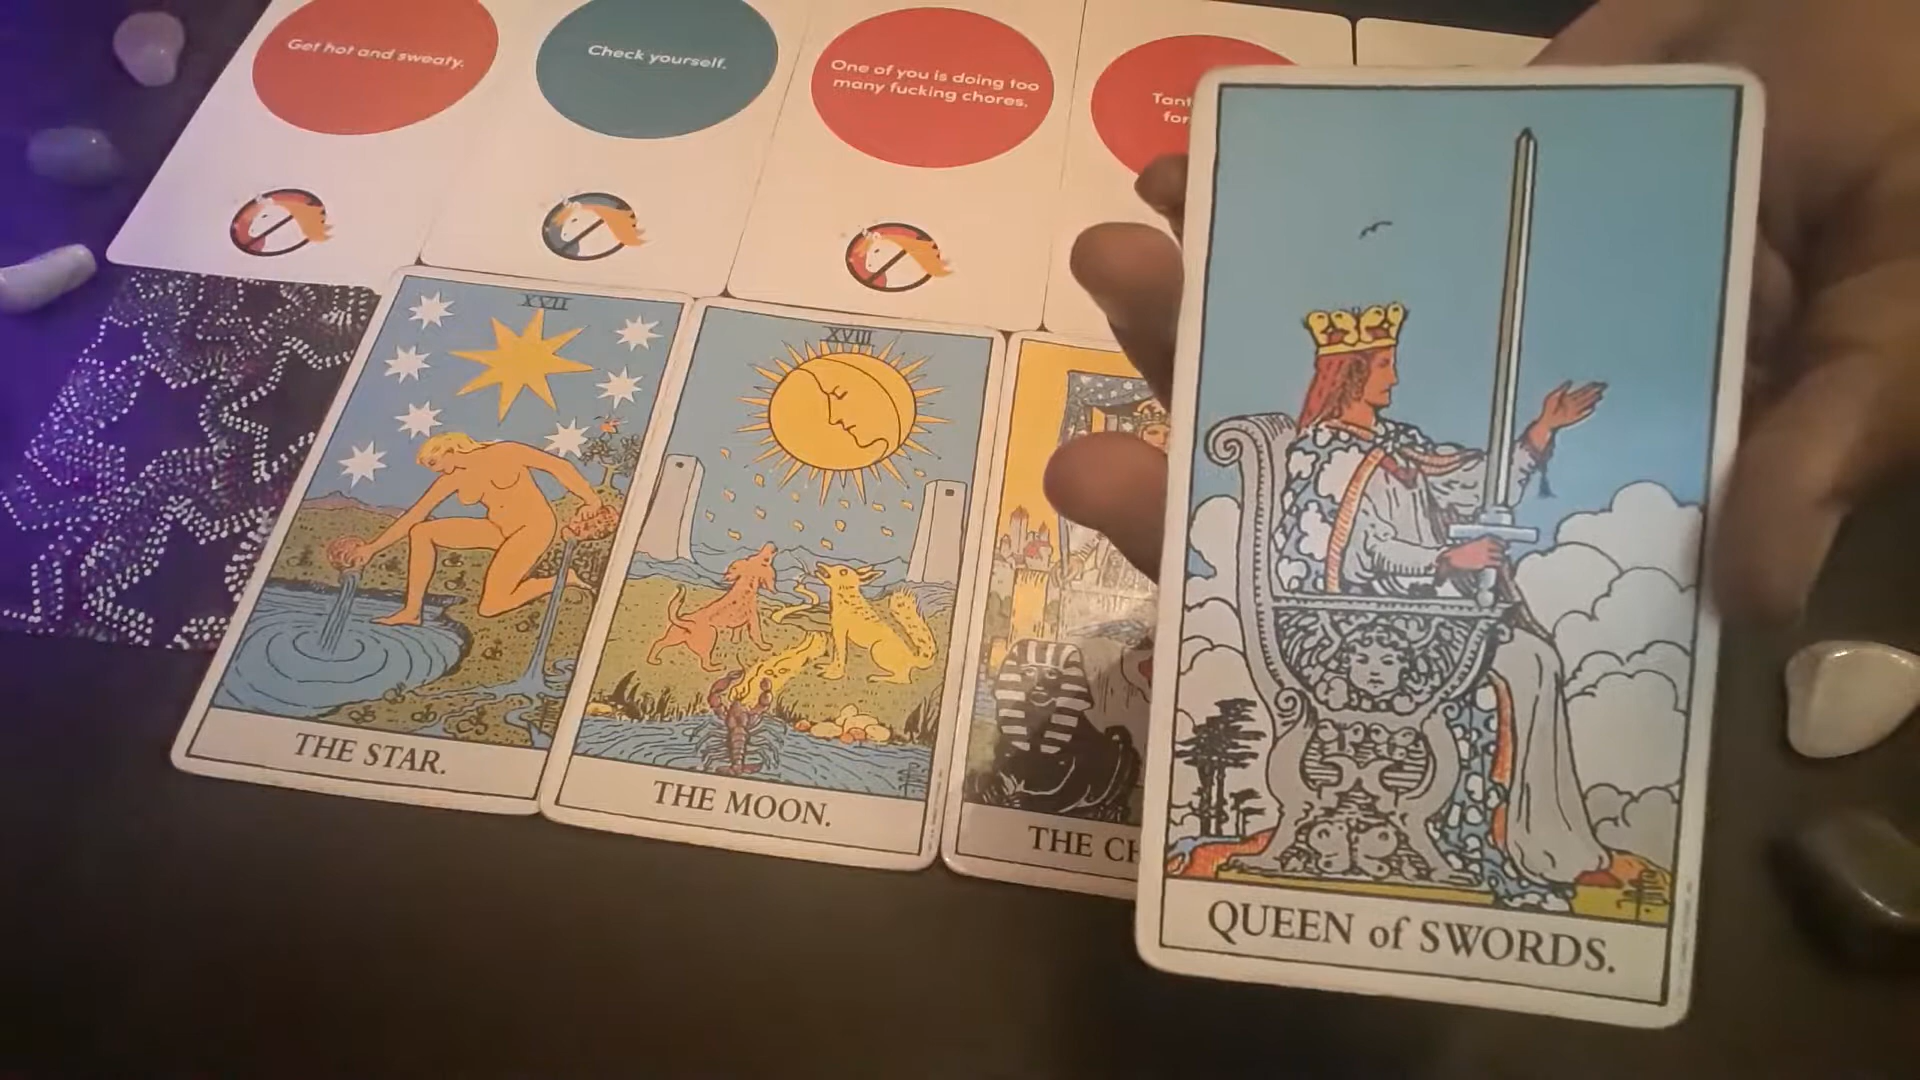 Get hot and sweaty.
Check yourself.
One of you is doing too
many fucking chores.
XVII
XVIII
THE STAR.
THE MOON.
THE
QUEEN of SWORDS.